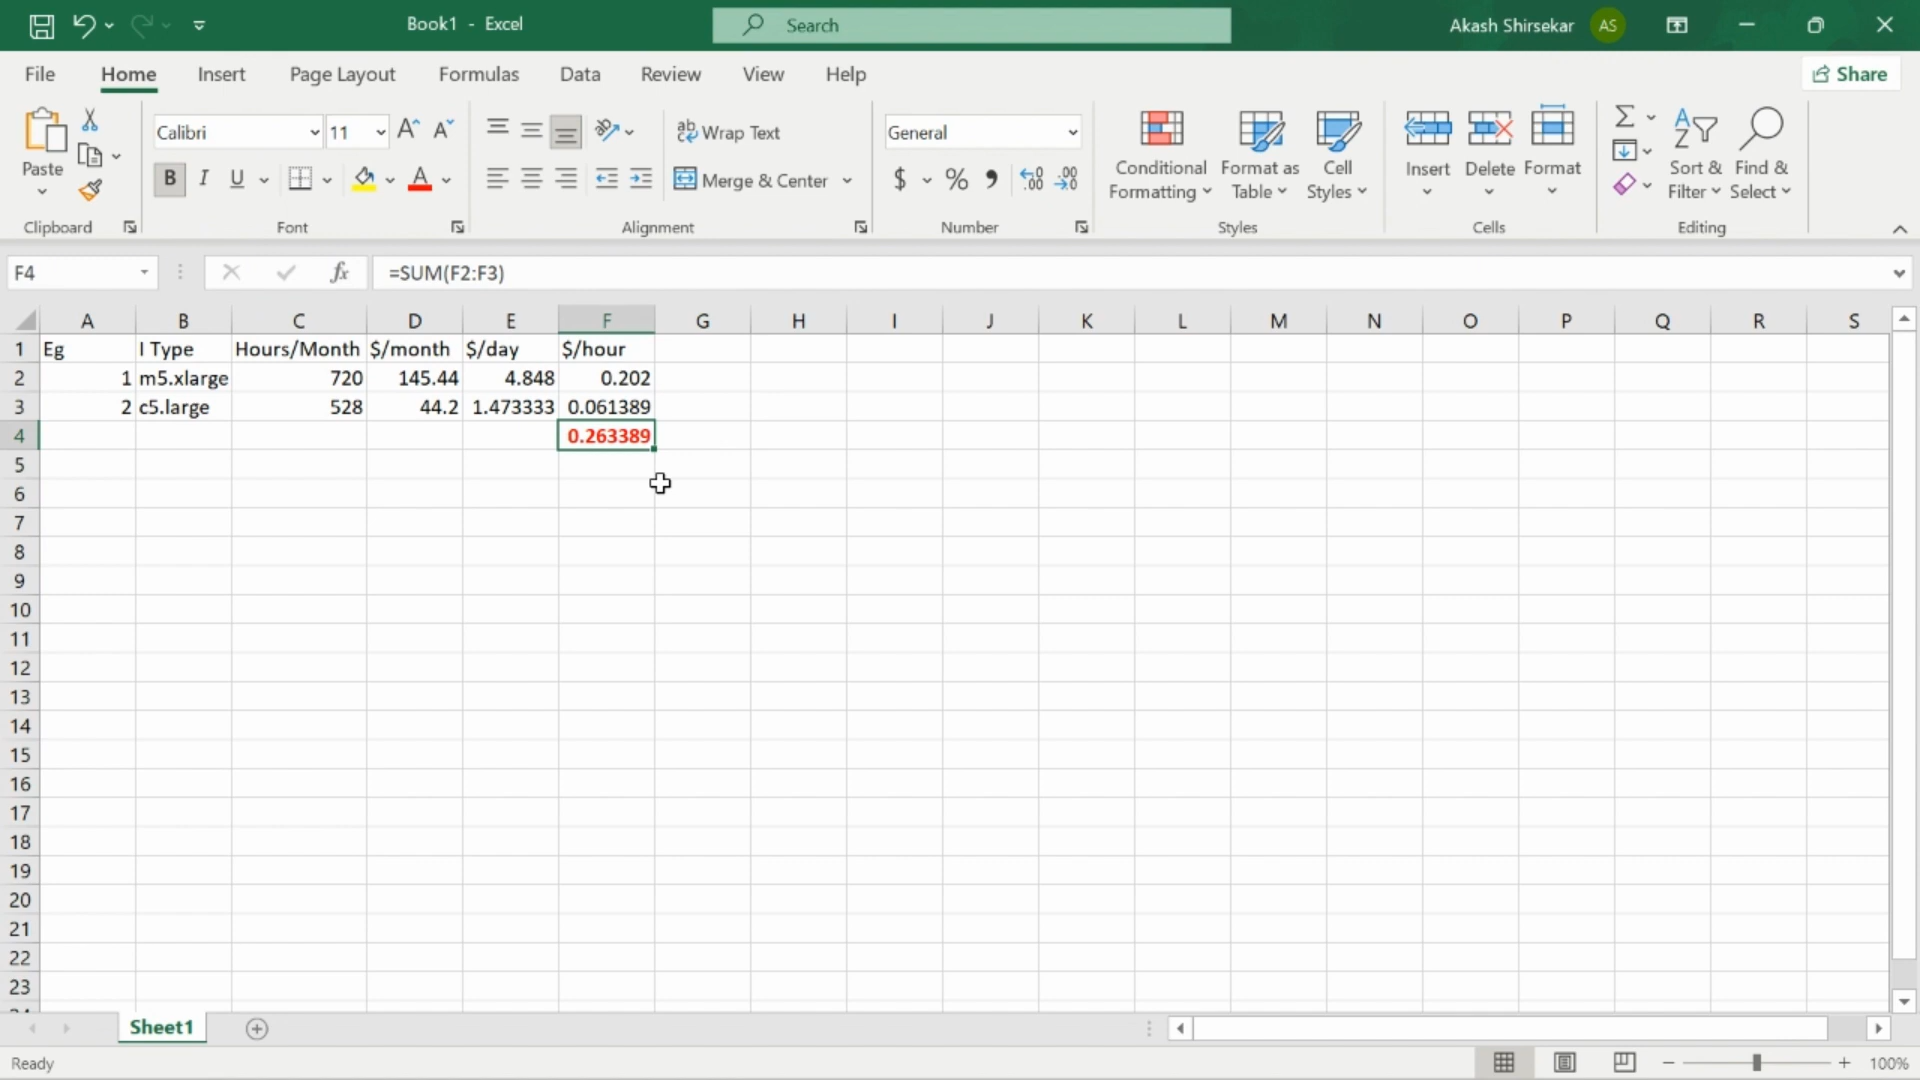 Book1 - Excel
Search
Akash Shirsekar
AS
File Home Insert Page Layout Formulas Data Review View Help
Share
Paste
Clipboard
Calibri 11
B I U
Font
Wrap Text
Merge & Center
Alignment
General
$ % ,
Number
Conditional Formatting
Format as Table
Cell Styles
Styles
Insert Delete Format
Cells
Sort & Filter
Find & Select
Editing
F4 fx =SUM(F2:F3)
A B C D E F G H I J K L M N O P Q R S
1 Eg I Type Hours/Month $/month $/day $/hour
2 1 m5.xlarge 720 145.44 4.848 0.202
3 2 c5.large 528 44.2 1.473333 0.061389
4 0.263389
5
6
7
8
9
10
11
12
13
14
15
16
17
18
19
20
21
22
23
Sheet1
Ready
100%